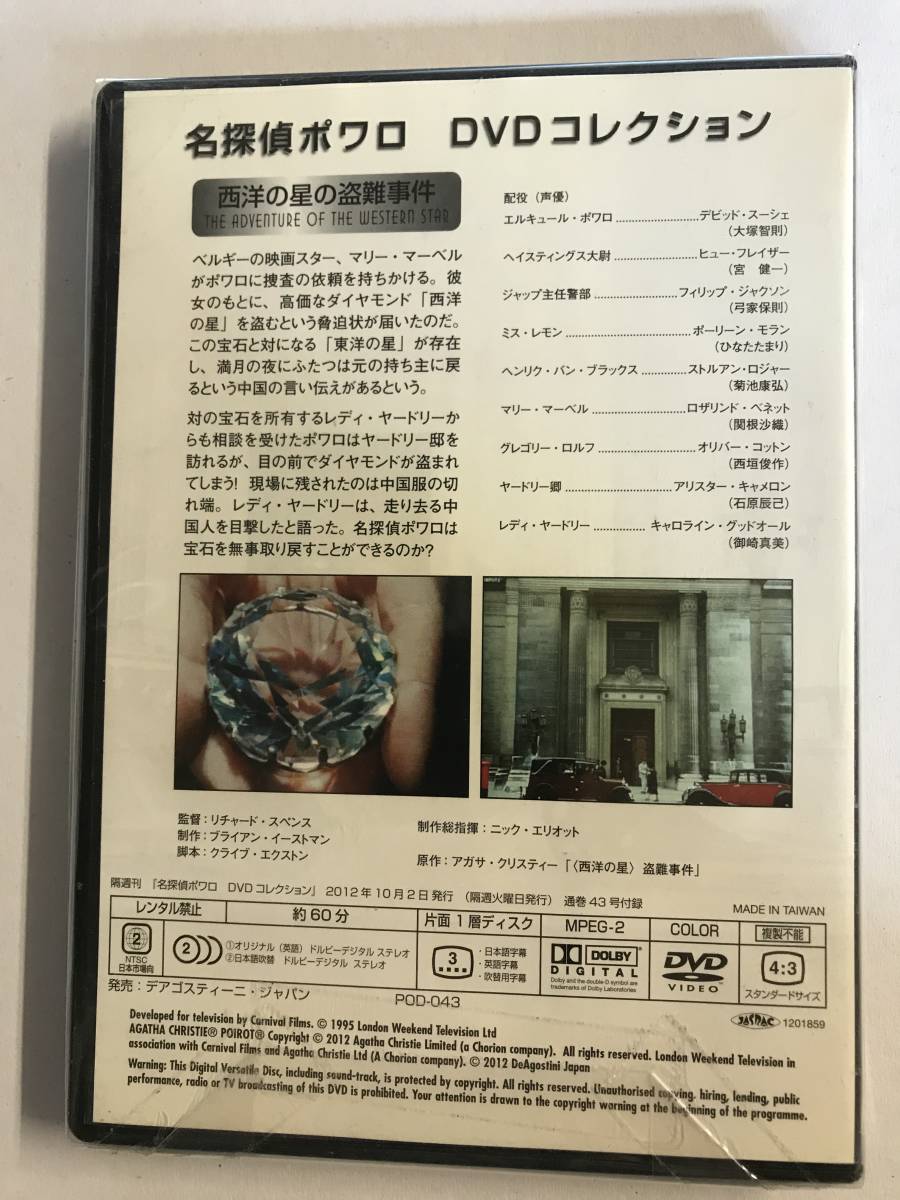 名探偵ポワロ DVDコレクション
西洋の星の盗難事件
THE ADVENTURE OF THE WESTERN STAR
ベルギーの映画スター、マリー・マーベル
がポワロに捜査の依頼を持ちかける。彼
女のもとに、高価なダイヤモンド「西洋
の星」を盗むという脅迫状が届いたのだ。
この宝石と対になる「東洋の星」が存在
し、満月の夜にふたつは元の持ち主に戻
るという中国の言い伝えがあるという。
対の宝石を所有するレディ・ヤードリーか
らも相談を受けたポワロはヤードリー邸を
訪れるが、目の前でダイヤモンドが盗まれ
てしまう! 現場に残されたのは中国服の切
れ端。レディ・ヤードリーは、走り去る中
国人を目撃したと語った。名探偵ポワロは
宝石を無事取り戻すことができるのか?
配役(声優)
エルキュール・ポワロ........................デビッド・スーシェ
(大塚智則)
ヘイスティングス大尉........................ヒュー・フレイザー
(宮 健一)
ジャップ主任警部........................フィリップ・ジャクソン
(弓家保則)
ミス・レモン........................ポーリーン・モラン
(ひなたたまり)
ヘンリク・バン・ブラックス.............ストルアン・ロジャー
(菊池康弘)
マリー・マーベル........................ロザリンド・ベネット
(関根沙織)
グレゴリー・ロルフ........................オリバー・コットン
(西垣俊作)
ヤードリー卿........................アリスター・キャメロン
(石原辰己)
レディ・ヤードリー................キャロライン・グッドオール
(御崎真美)
監督:リチャード・スペンス
制作:ブライアン・イーストマン
脚本:クライブ・エクストン
制作総指揮:ニック・エリオット
原作:アガサ・クリスティー「〈西洋の星〉盗難事件」
隔週刊 「名探偵ポワロ DVDコレクション」 2012年10月2日発行 (隔週火曜日発行) 通巻43号付録
MADE IN TAIWAN
レンタル禁止 約60分 片面1層ディスク MPEG-2 COLOR 複製不能
2
NTSC
日本市場向
2
①オリジナル(英語) ドルビーデジタル ステレオ
②日本語吹替 ドルビーデジタル ステレオ
3
・日本語字幕
・英語字幕
・吹替用字幕
DOLBY
DIGITAL
Dolby and the double-D symbol are
trademarks of Dolby Laboratories
DVD
VIDEO
4:3
スタンダードサイズ
発売:デアゴスティーニ・ジャパン
POD-043
JASRAC 1201859
Developed for television by Carnival Films. © 1995 London Weekend Television Ltd
AGATHA CHRISTIE® POIROT® Copyright © 2012 Agatha Christie Limited (a Chorion company). All rights reserved. London Weekend Television in
association with Carnival Films and Agatha Christie Ltd (A Chorion company). © 2012 DeAgostini Japan
Warning: This Digital Versatile Disc, including sound-track, is protected by copyright. All rights reserved. Unauthorised copying, hiring, lending, public
performance, radio or TV broadcasting of this DVD is prohibited. Your attention is drawn to the copyright warning at the beginning of the programme.